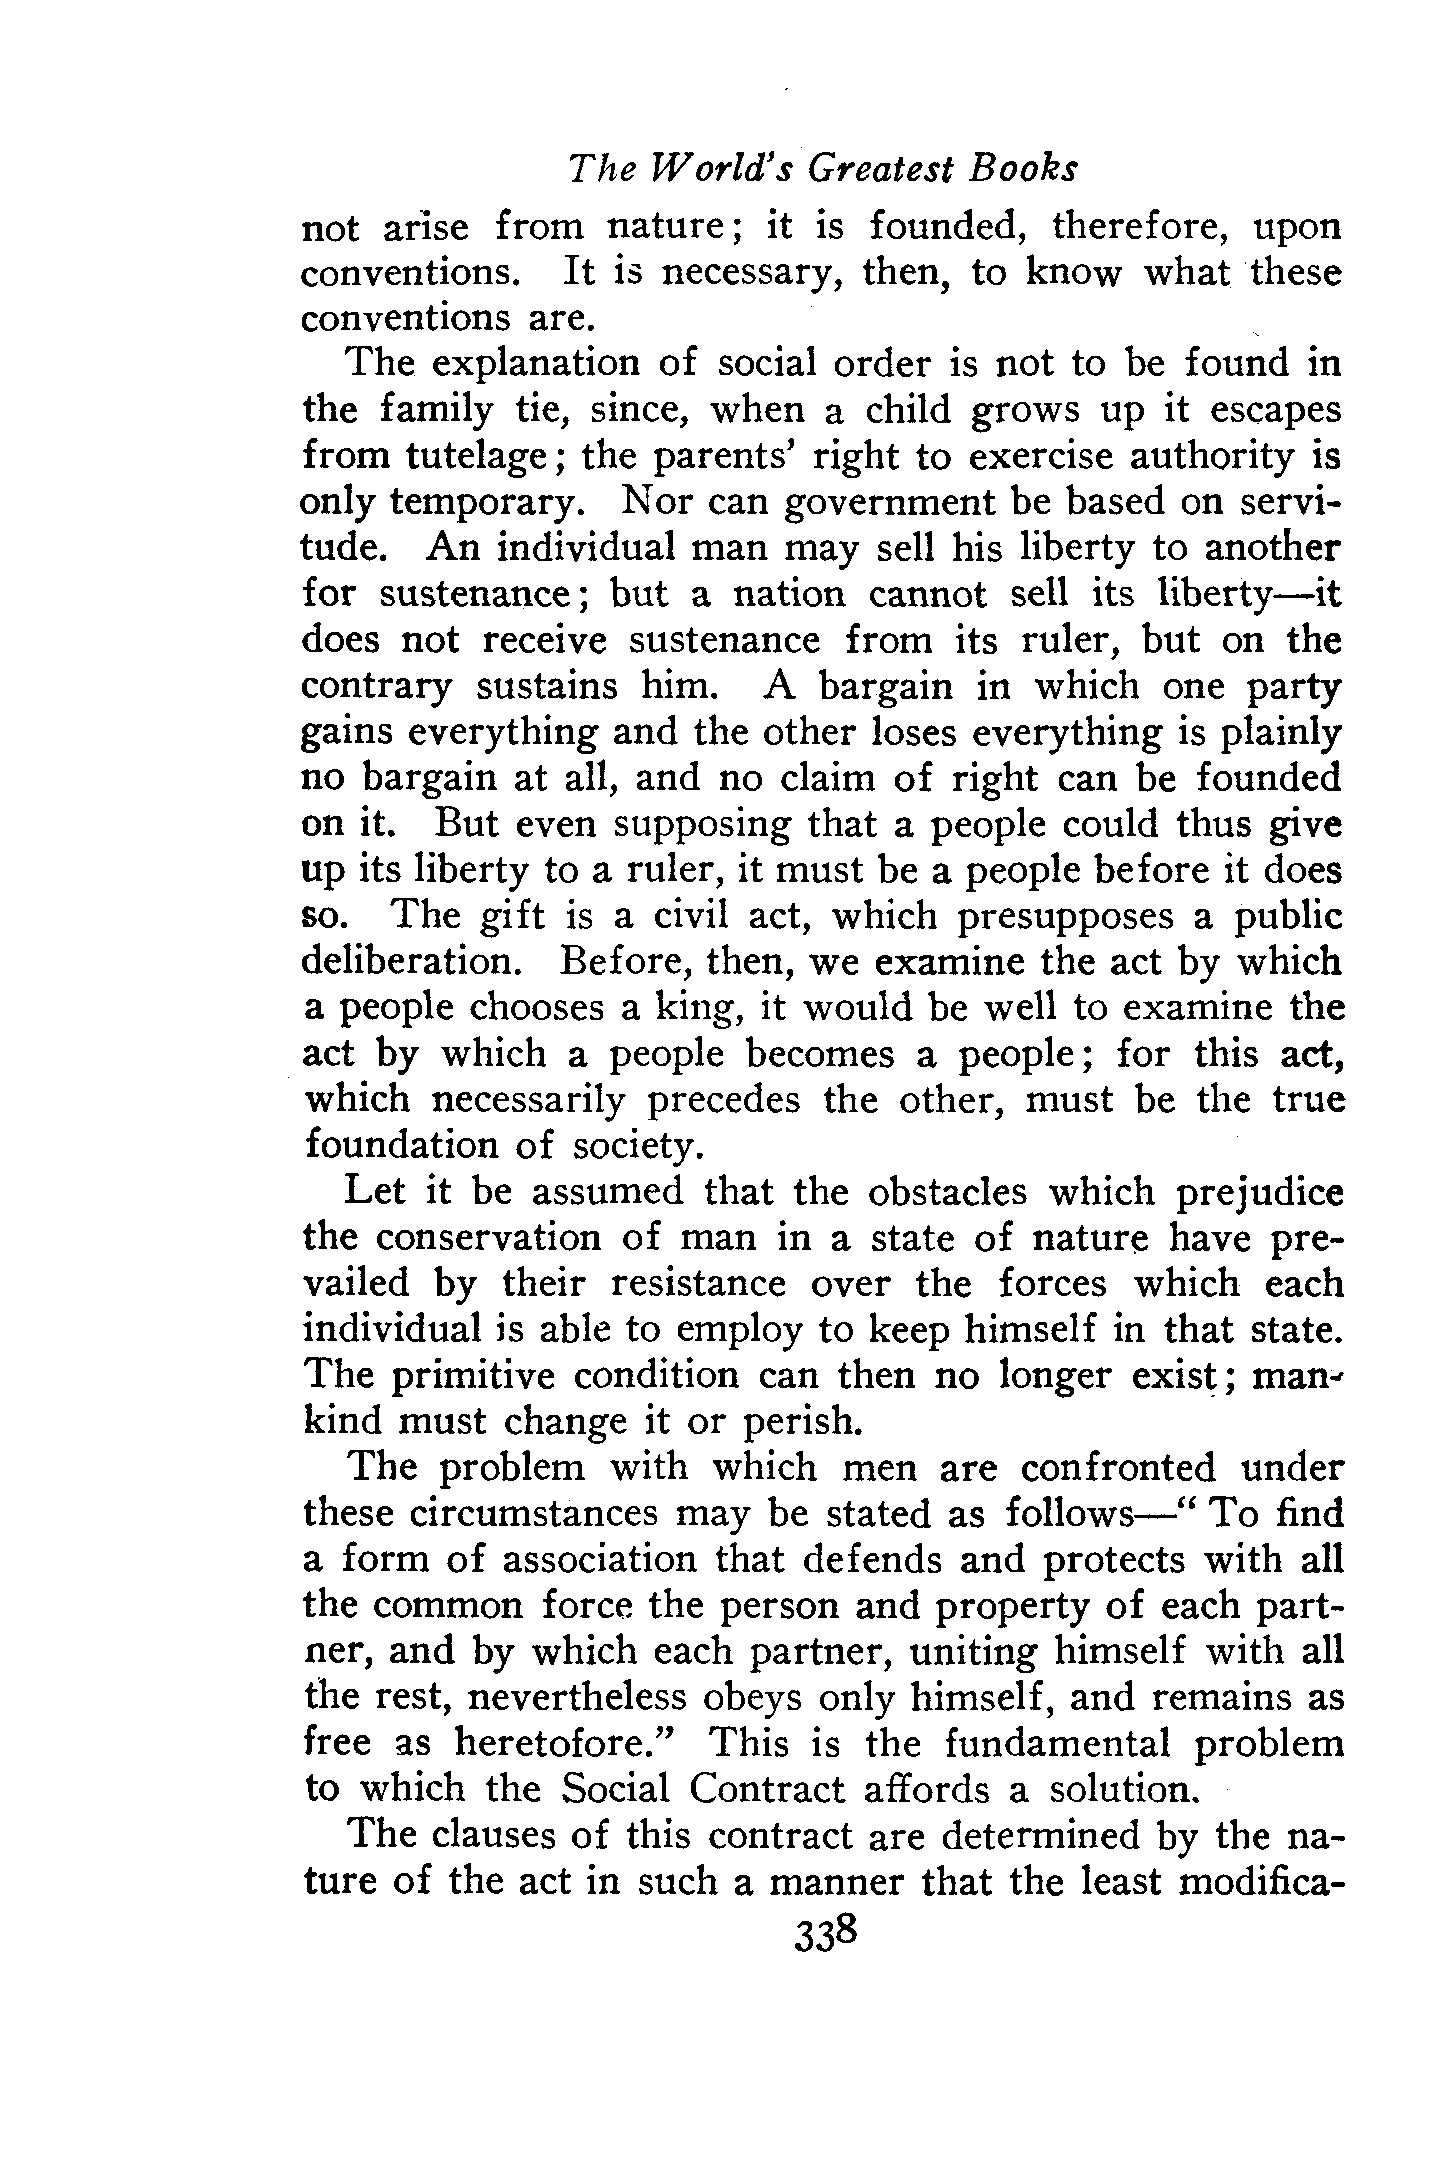 The World's Greatest Books
not arise from nature; it is founded, therefore, upon
conventions. It is necessary, then, to know what these
conventions are.
The explanation of social order is not to be found in
the family tie, since, when a child grows up it escapes
from tutelage; the parents' right to exercise authority is
only temporary. Nor can government be based on servi-
tude. An individual man may sell his liberty to another
for sustenance; but a nation cannot sell its liberty—it
does not receive sustenance from its ruler, but on the
contrary sustains him. A bargain in which one party
gains everything and the other loses everything is plainly
no bargain at all, and no claim of right can be founded
on it. But even supposing that a people could thus give
up its liberty to a ruler, it must be a people before it does
so. The gift is a civil act, which presupposes a public
deliberation. Before, then, we examine the act by which
a people chooses a king, it would be well to examine the
act by which a people becomes a people; for this act,
which necessarily precedes the other, must be the true
foundation of society.
Let it be assumed that the obstacles which prejudice
the conservation of man in a state of nature have pre-
vailed by their resistance over the forces which each
individual is able to employ to keep himself in that state.
The primitive condition can then no longer exist; man-
kind must change it or perish.
The problem with which men are confronted under
these circumstances may be stated as follows—" To find
a form of association that defends and protects with all
the common force the person and property of each part-
ner, and by which each partner, uniting himself with all
the rest, nevertheless obeys only himself, and remains as
free as heretofore." This is the fundamental problem
to which the Social Contract affords a solution.
The clauses of this contract are determined by the na-
ture of the act in such a manner that the least modifica-
338